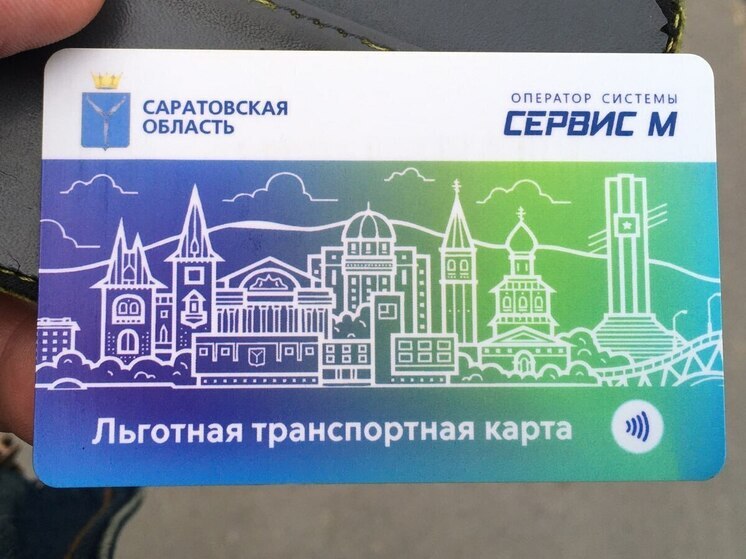 САРАТОВСКАЯ
ОБЛАСТЬ
ОПЕРАТОР СИСТЕМЫ
СЕРВИС М
Льготная транспортная карта